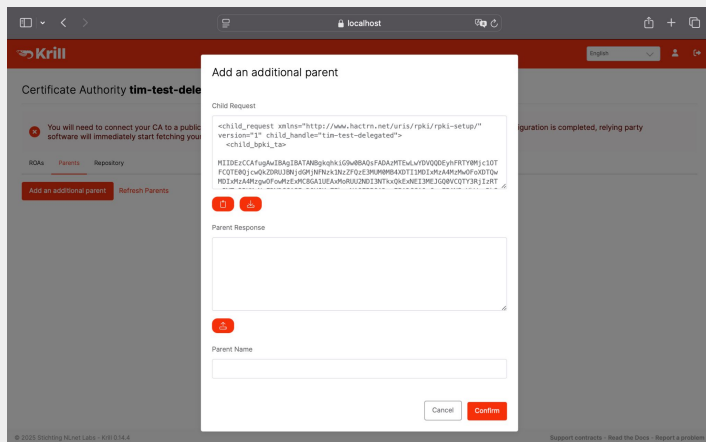 localhost
Krill
English
Certificate Authority tim-test-dele
You will need to connect your CA to a public
software will immediately start fetching your
iguration is completed, relying party
ROAs Parents Repository
Add an additional parent Refresh Parents
Add an additional parent
Child Request
<child_request xmlns="http://www.hactrn.net/uris/rpki/rpki-setup/"
version="1" child_handle="tim-test-delegated">
<child_bpki_ta>
Parent Response
Parent Name
Cancel Confirm
© 2025 Stichting NLnet Labs - Krill 0.14.4
Support contracts - Read the Docs - Report a problem